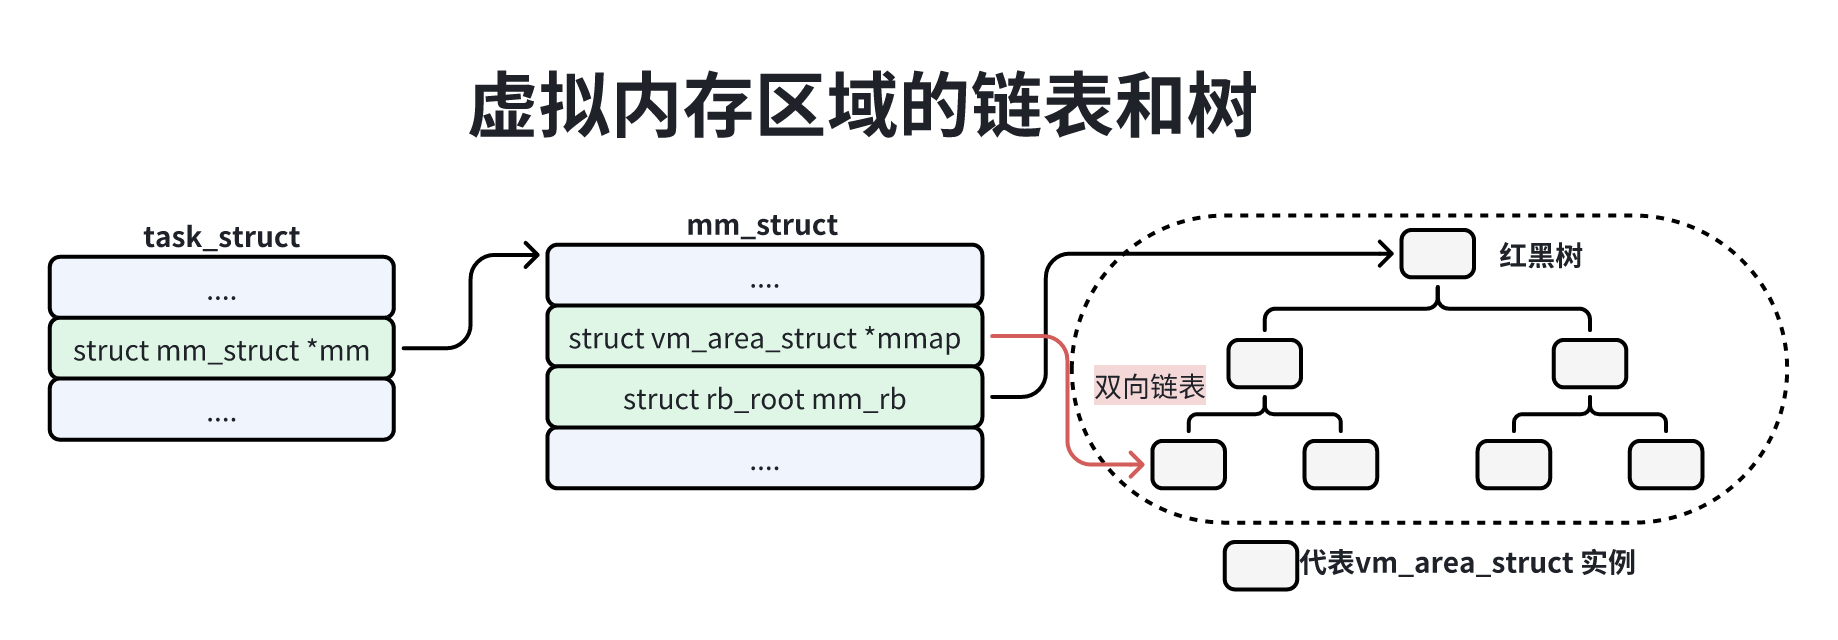 虚拟内存区域的链表和树
task_struct
....
struct mm_struct *mm
....
mm_struct
....
struct vm_area_struct *mmap
struct rb_root mm_rb
....
红黑树
双向链表
代表vm_area_struct 实例